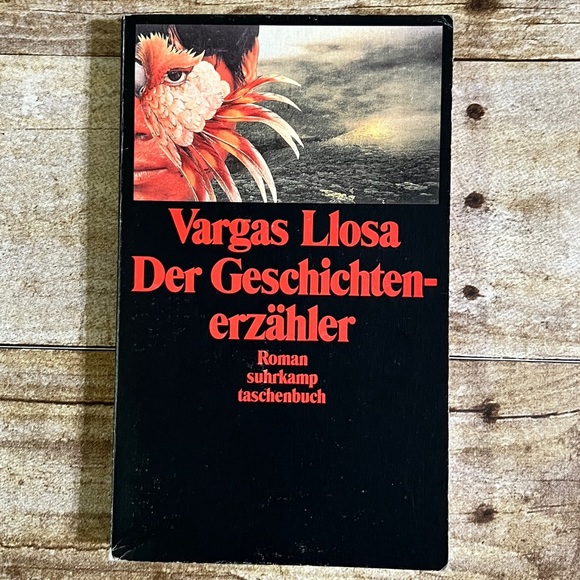 Vargas Llosa
Der Geschichten-
erzähler
Roman
suhrkamp
taschenbuch